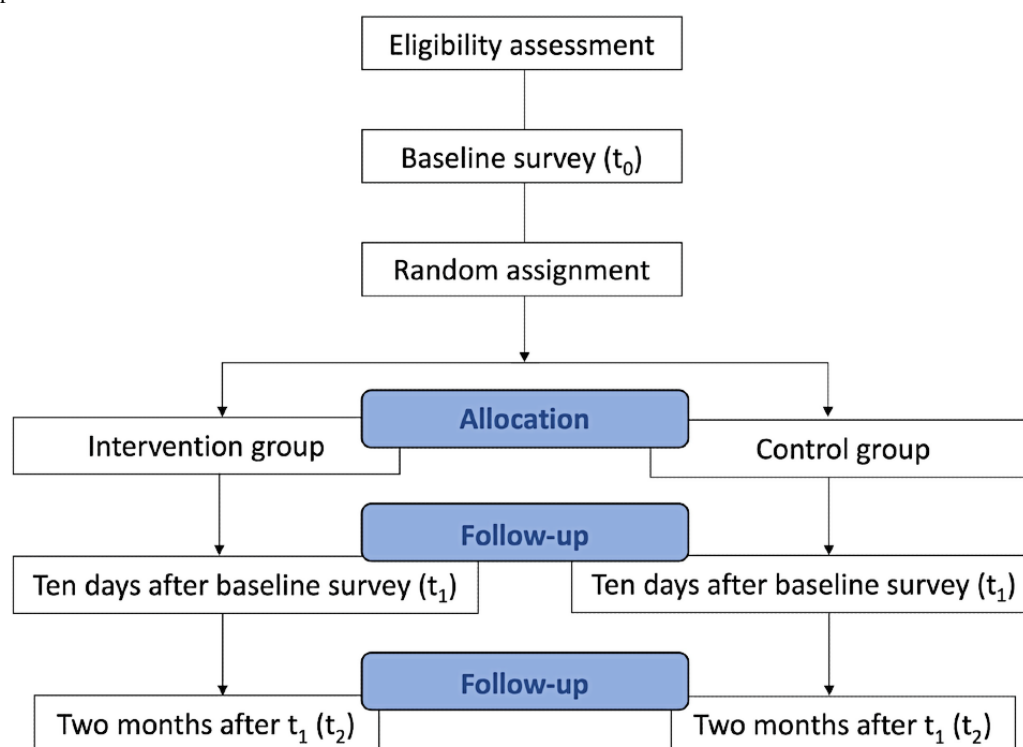 Eligibility assessment
Baseline survey (t₀)
Random assignment
Allocation
Intervention group
Control group
Follow-up
Ten days after baseline survey (t₁)
Ten days after baseline survey (t₁)
Follow-up
Two months after t₁ (t₂)
Two months after t₁ (t₂)